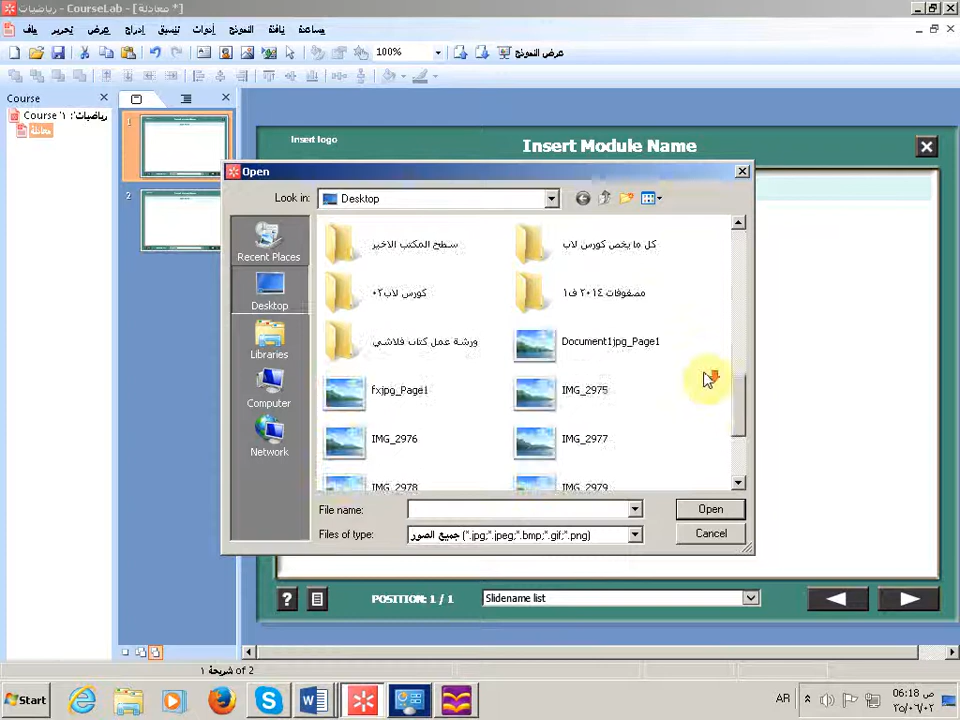 رياضيات - CourseLab - [معادلة *]
ملف تحرير عرض إدراج تنسيق أدوات النموذج نافذة مساعدة
100%
عرض النموذج
Course
Course '١ :'رياضيات
معادلة
1
2
Insert logo
Insert Module Name
Open
Look in:
Desktop
Recent Places
Desktop
Libraries
Computer
Network
سطح المكتب الاخير
كل ما يخص كورس لاب
كورس لاب٠٢
مصفوفات ٢٠١٤ ف١
ورشة عمل كتاب فلاشي
Document1jpg_Page1
fxjpg_Page1
IMG_2975
IMG_2976
IMG_2977
IMG_2978
IMG_2979
File name:
Open
Files of type:
جميع الصور (*.jpg;*.jpeg;*.bmp;*.gif;*.png)
Cancel
?
POSITION: 1 / 1
Slidename list
شريحة ١ of 2
Start
AR
06:18 ص
٢٥/٠٦/٠٢